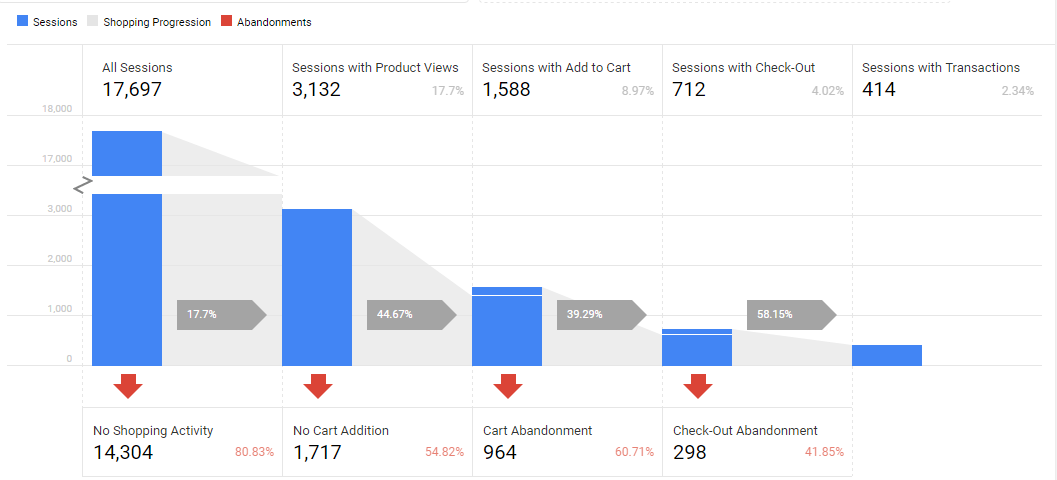 Sessions Shopping Progression Abandonments
All Sessions
17,697
Sessions with Product Views
3,132 17.7%
Sessions with Add to Cart
1,588 8.97%
Sessions with Check-Out
712 4.02%
Sessions with Transactions
414 2.34%
18,000
17,000
3,000
2,000
1,000
0
17.7%
44.67%
39.29%
58.15%
No Shopping Activity
14,304 80.83%
No Cart Addition
1,717 54.82%
Cart Abandonment
964 60.71%
Check-Out Abandonment
298 41.85%